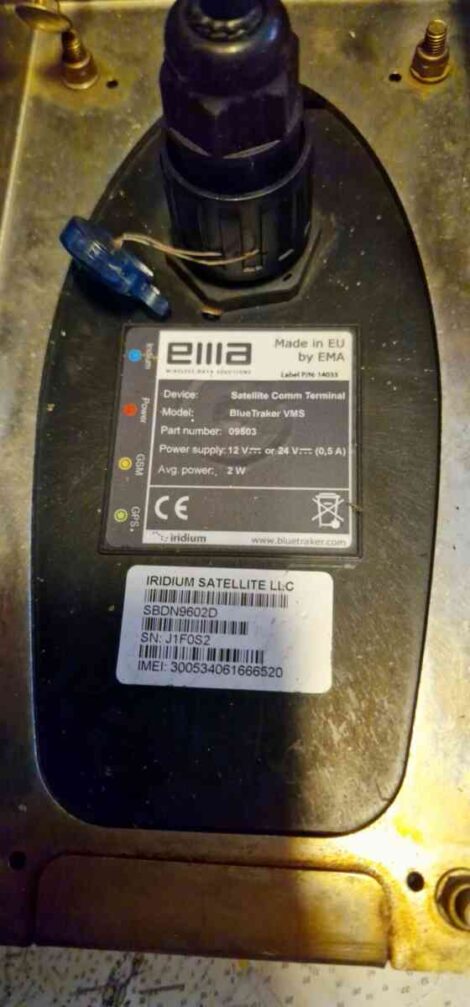 ema
WIRELESS DATA SOLUTIONS
Made in EU
by EMA
Label P/N 14033
Iridium
Power
GSM
GPS
Device: Satellite Comm Terminal
Model: BlueTraker VMS
Part number: 09503
Power supply: 12 V or 24 V (0,5 A)
Avg. power: 2 W
CE
iridium www.bluetraker.com
IRIDIUM SATELLITE LLC
SBDN9602D
SN: J1F0S2
IMEI: 300534061666520